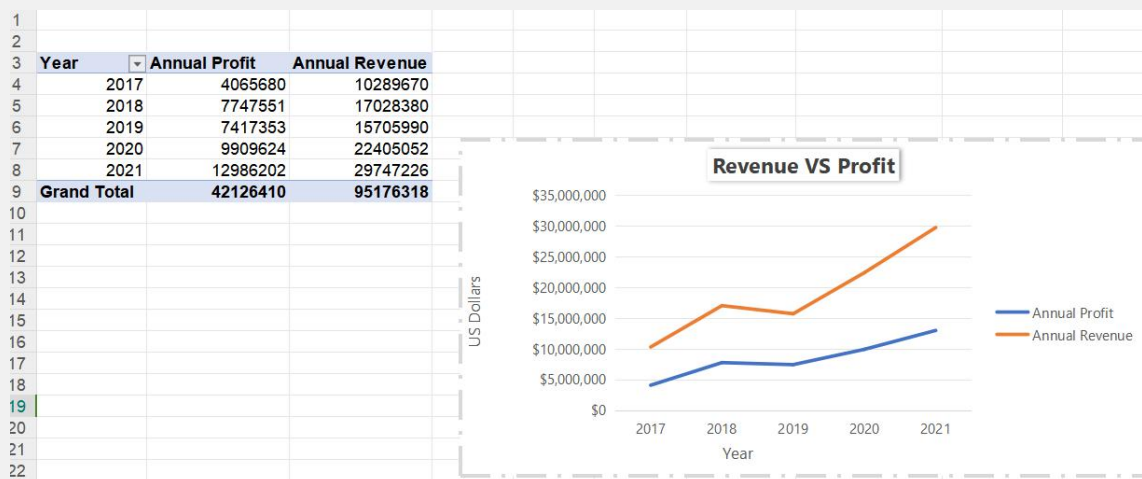 1
2
3 Year Annual Profit Annual Revenue
4 2017 4065680 10289670
5 2018 7747551 17028380
6 2019 7417353 15705990
7 2020 9909624 22405052
8 2021 12986202 29747226
9 Grand Total 42126410 95176318
10
11
12
13
14
15
16
17
18
19
20
21
22
Revenue VS Profit
$35,000,000
$30,000,000
$25,000,000
$20,000,000
$15,000,000
$10,000,000
$5,000,000
$0
US Dollars
2017 2018 2019 2020 2021
Year
Annual Profit
Annual Revenue